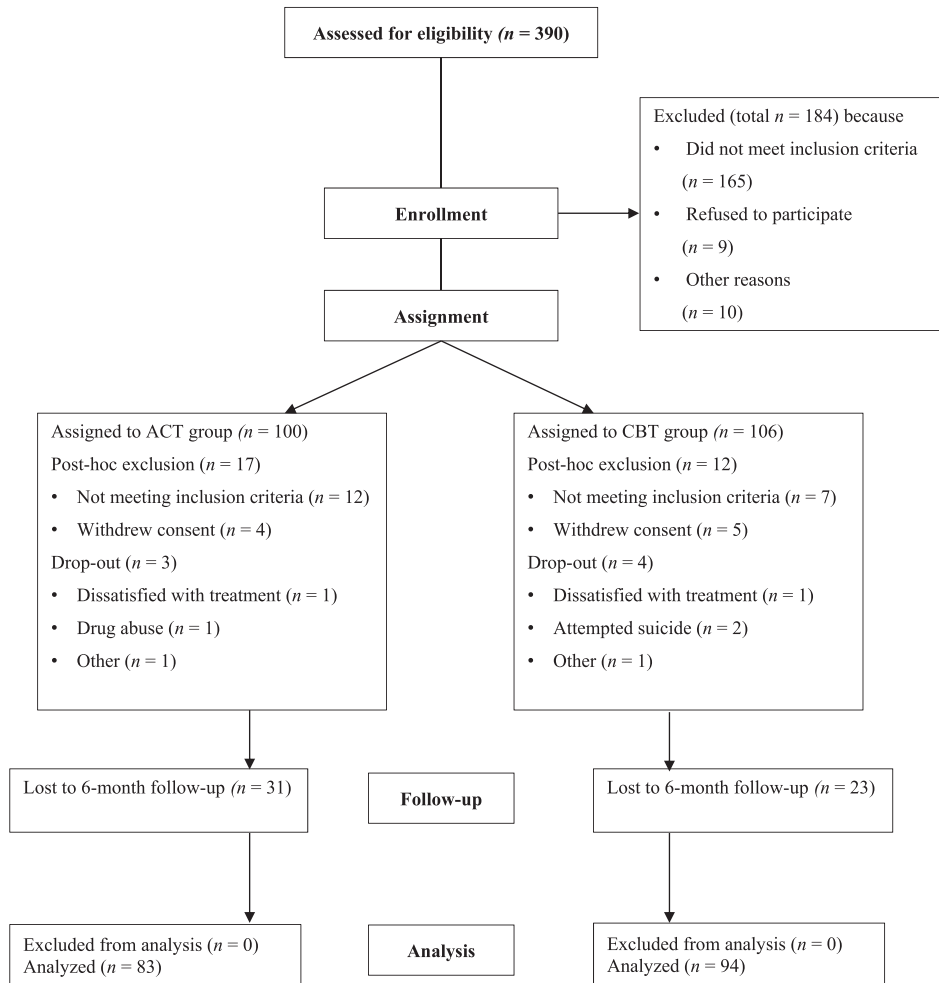 Assessed for eligibility (n = 390)
Excluded (total n = 184) because
• Did not meet inclusion criteria
(n = 165)
• Refused to participate
(n = 9)
• Other reasons
(n = 10)
Enrollment
Assignment
Assigned to ACT group (n = 100)
Post-hoc exclusion (n = 17)
• Not meeting inclusion criteria (n = 12)
• Withdrew consent (n = 4)
Drop-out (n = 3)
• Dissatisfied with treatment (n = 1)
• Drug abuse (n = 1)
• Other (n = 1)
Assigned to CBT group (n = 106)
Post-hoc exclusion (n = 12)
• Not meeting inclusion criteria (n = 7)
• Withdrew consent (n = 5)
Drop-out (n = 4)
• Dissatisfied with treatment (n = 1)
• Attempted suicide (n = 2)
• Other (n = 1)
Lost to 6-month follow-up (n = 31)
Follow-up
Lost to 6-month follow-up (n = 23)
Excluded from analysis (n = 0)
Analyzed (n = 83)
Analysis
Excluded from analysis (n = 0)
Analyzed (n = 94)